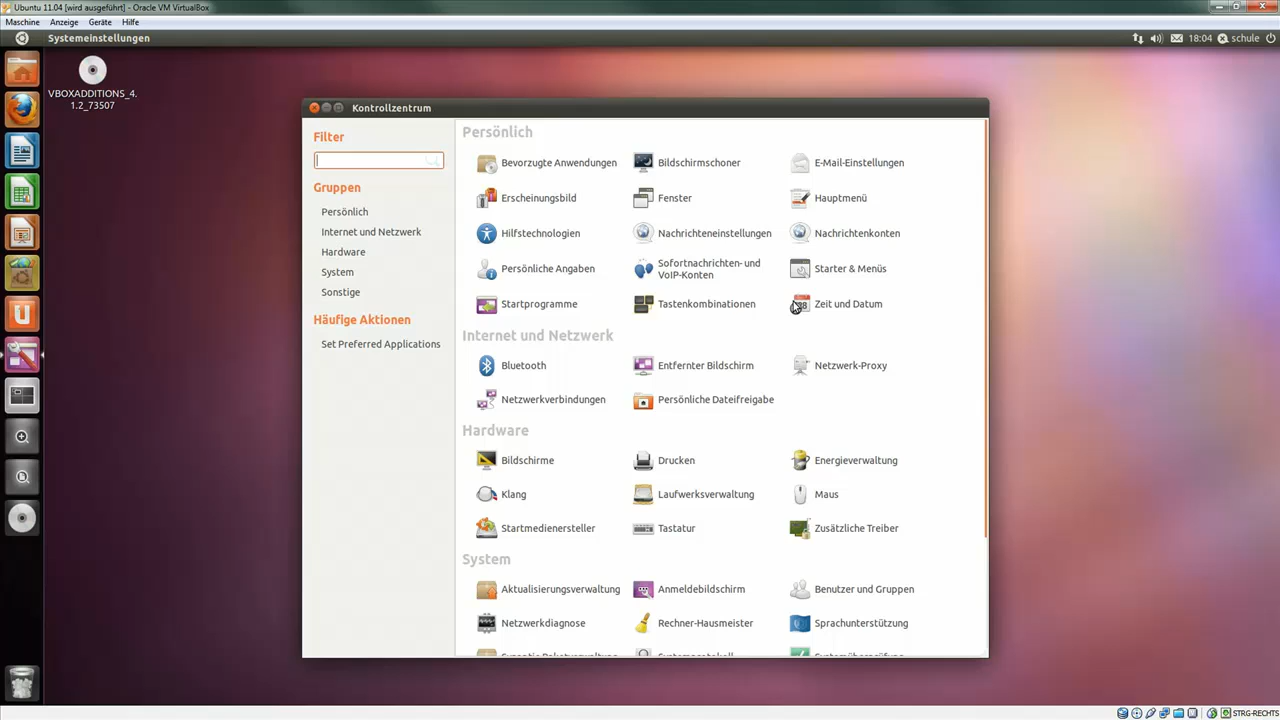 Ubuntu 11.04 [wird ausgeführt] - Oracle VM VirtualBox
Maschine Anzeige Geräte Hilfe
Systemeinstellungen
18:04 schule
VBOXADDITIONS_4.
1.2_73507
Kontrollzentrum
Filter
Gruppen
Persönlich
Internet und Netzwerk
Hardware
System
Sonstige
Häufige Aktionen
Set Preferred Applications
Persönlich
Bevorzugte Anwendungen
Bildschirmschoner
E-Mail-Einstellungen
Erscheinungsbild
Fenster
Hauptmenü
Hilfstechnologien
Nachrichteneinstellungen
Nachrichtenkonten
Persönliche Angaben
Sofortnachrichten- und
VoIP-Konten
Starter & Menüs
Startprogramme
Tastenkombinationen
Zeit und Datum
Internet und Netzwerk
Bluetooth
Entfernter Bildschirm
Netzwerk-Proxy
Netzwerkverbindungen
Persönliche Dateifreigabe
Hardware
Bildschirme
Drucken
Energieverwaltung
Klang
Laufwerksverwaltung
Maus
Startmedienersteller
Tastatur
Zusätzliche Treiber
System
Aktualisierungsverwaltung
Anmeldebildschirm
Benutzer und Gruppen
Netzwerkdiagnose
Rechner-Hausmeister
Sprachunterstützung
STRG-RECHTS